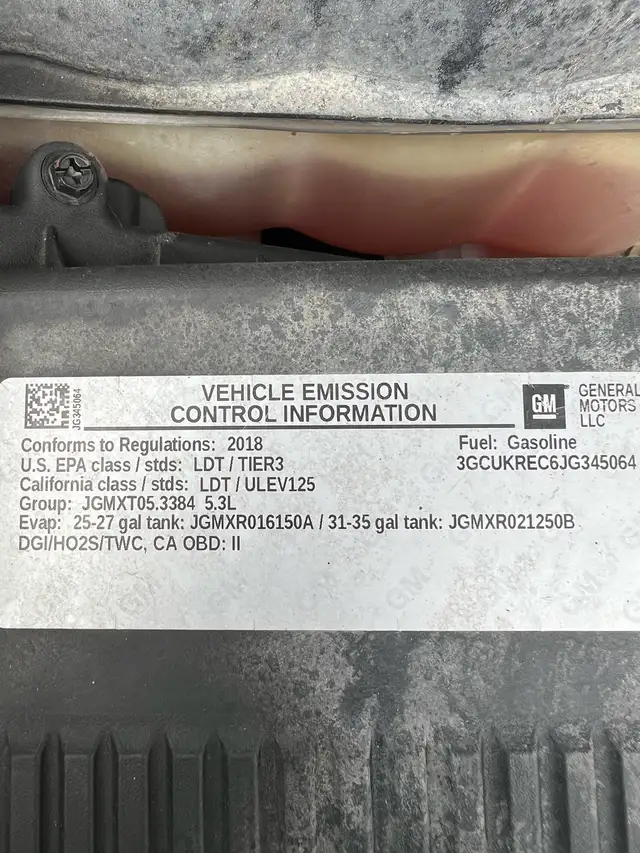 JG345064
VEHICLE EMISSION
CONTROL INFORMATION
GM
GENERAL
MOTORS
LLC
Conforms to Regulations: 2018
Fuel: Gasoline
U.S. EPA class / stds: LDT / TIER3
3GCUKREC6JG345064
California class / stds: LDT / ULEV125
Group: JGMXT05.3384 5.3L
Evap: 25-27 gal tank: JGMXR016150A / 31-35 gal tank: JGMXR021250B
DGI/HO2S/TWC, CA OBD: II